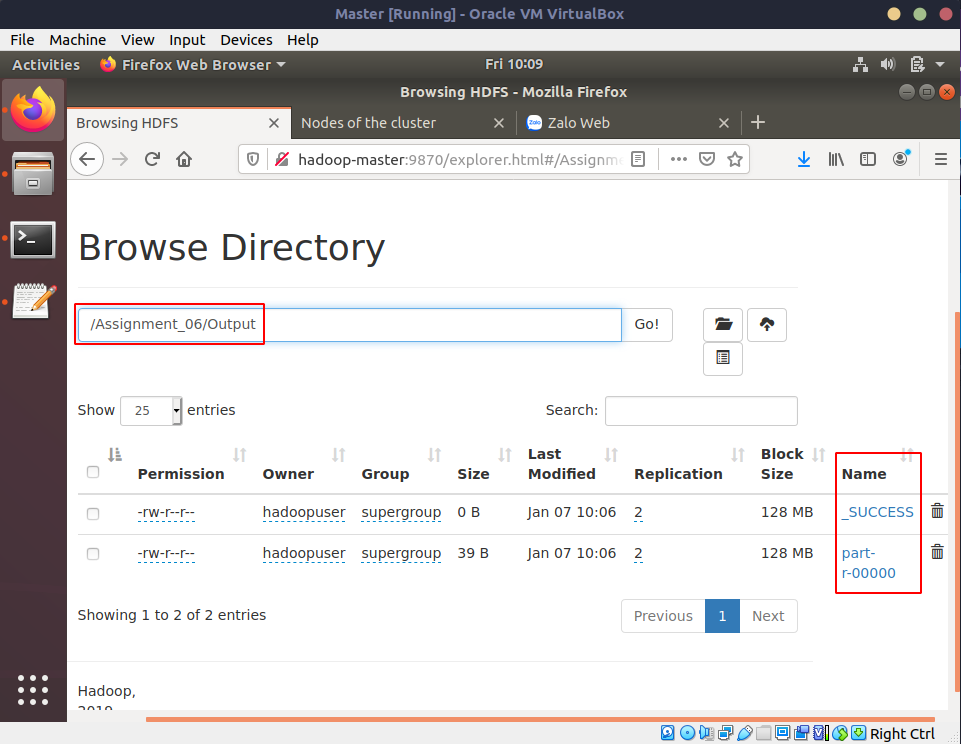 Master [Running] - Oracle VM VirtualBox
File Machine View Input Devices Help
Activities Firefox Web Browser Fri 10:09
Browsing HDFS - Mozilla Firefox
Browsing HDFS Nodes of the cluster Zalo Zalo Web
hadoop-master:9870/explorer.html#/Assignme
Browse Directory
/Assignment_06/Output Go!
Show 25 entries Search:
Permission Owner Group Size Last Modified Replication Block Size Name
-rw-r--r-- hadoopuser supergroup 0 B Jan 07 10:06 2 128 MB _SUCCESS
-rw-r--r-- hadoopuser supergroup 39 B Jan 07 10:06 2 128 MB part-
r-00000
Showing 1 to 2 of 2 entries Previous 1 Next
Hadoop,
2019
Right Ctrl